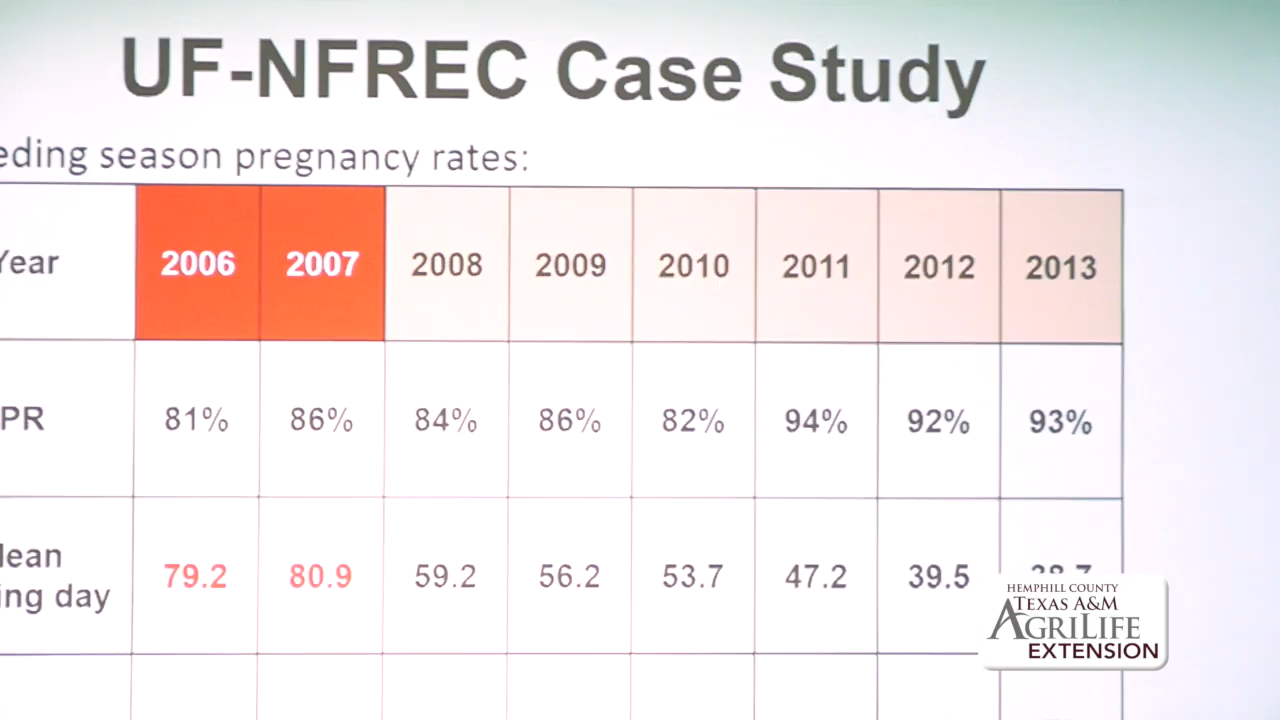 UF-NFREC Case Study
eding season pregnancy rates:
Year 2006 2007 2008 2009 2010 2011 2012 2013
PR 81% 86% 84% 86% 82% 94% 92% 93%
lean
ing day 79.2 80.9 59.2 56.2 53.7 47.2 39.5
HEMPHILL COUNTY
TEXAS A&M
AGRILIFE
EXTENSION